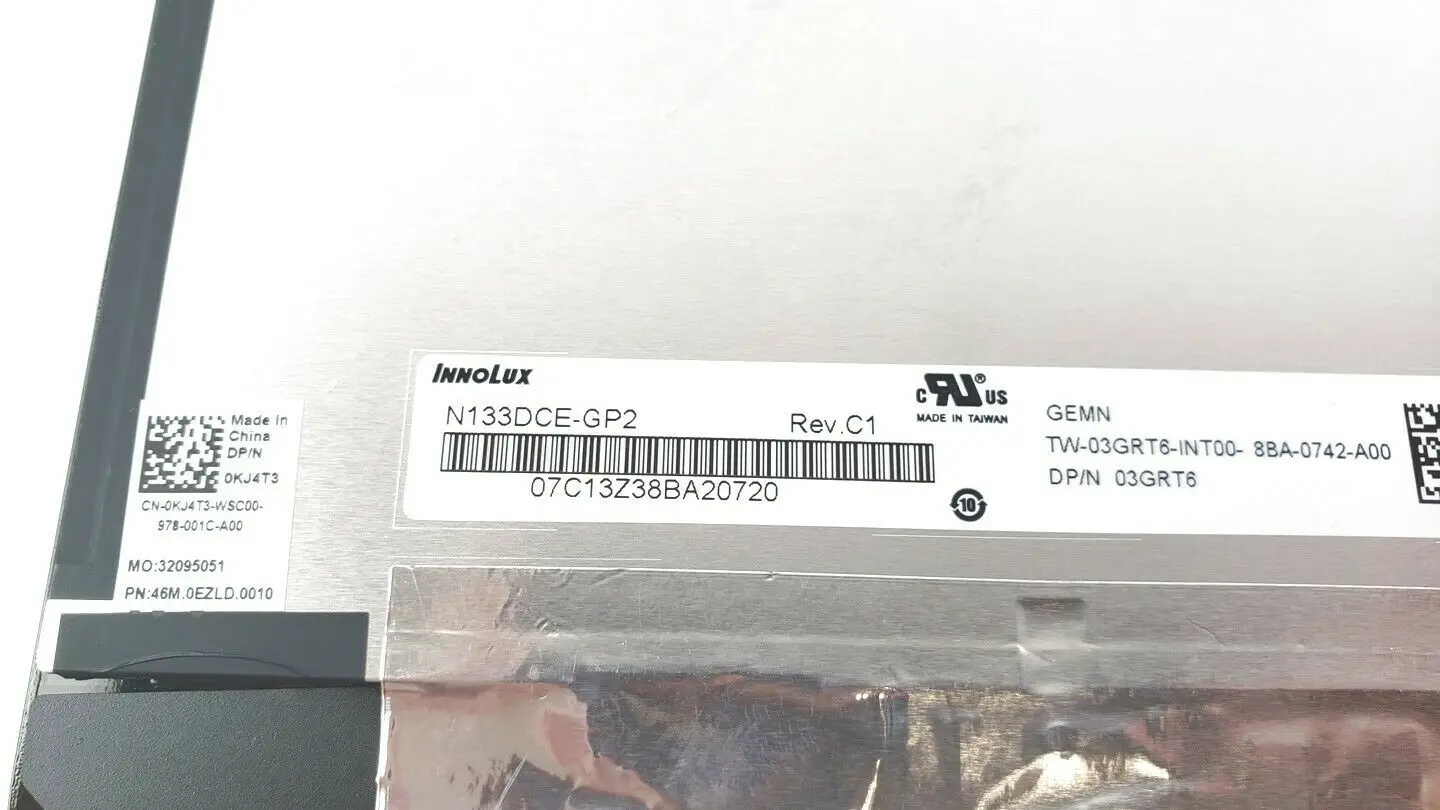 INNOLUX
N133DCE-GP2 Rev.C1
07C13Z38BA20720
C RU® US
MADE IN TAIWAN
10
GEMN
TW-03GRT6-INT00- 8BA-0742-A00
DP/N 03GRT6
Made In
China
DP/N
0KJ4T3
CN-0KJ4T3-WSC00-
978-001C-A00
MO:32095051
PN:46M.0EZLD.0010